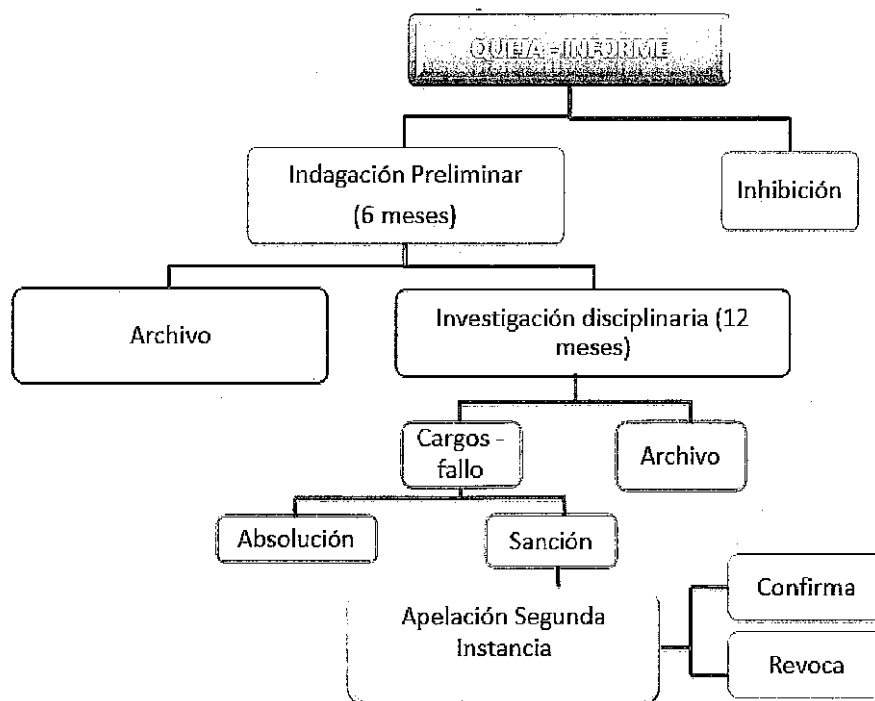 QUEJA - INFORME
Indagación Preliminar
(6 meses)
Inhibición
Archivo
Investigación disciplinaria (12
meses)
Cargos -
fallo
Archivo
Absolución
Sanción
Apelación Segunda
Instancia
Confirma
Revoca